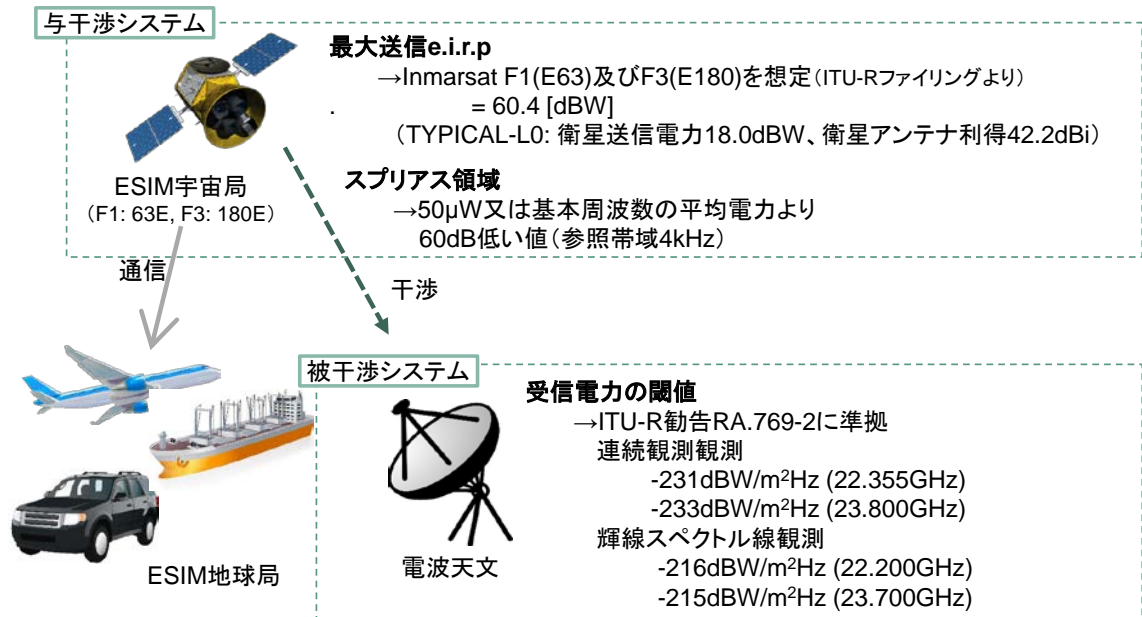 与干渉システム
最大送信e.i.r.p
→Inmarsat F1(E63)及びF3(E180)を想定(ITU-Rファイリングより)
. = 60.4 [dBW]
(TYPICAL-L0: 衛星送信電力18.0dBW、衛星アンテナ利得42.2dBi)
スプリアス領域
→50μW又は基本周波数の平均電力より
60dB低い値(参照帯域4kHz)
ESIM宇宙局
(F1: 63E, F3: 180E)
通信
干渉
被干渉システム
受信電力の閾値
→ITU-R勧告RA.769-2に準拠
連続観測観測
-231dBW/m²Hz (22.355GHz)
-233dBW/m²Hz (23.800GHz)
輝線スペクトル線観測
-216dBW/m²Hz (22.200GHz)
-215dBW/m²Hz (23.700GHz)
電波天文
ESIM地球局